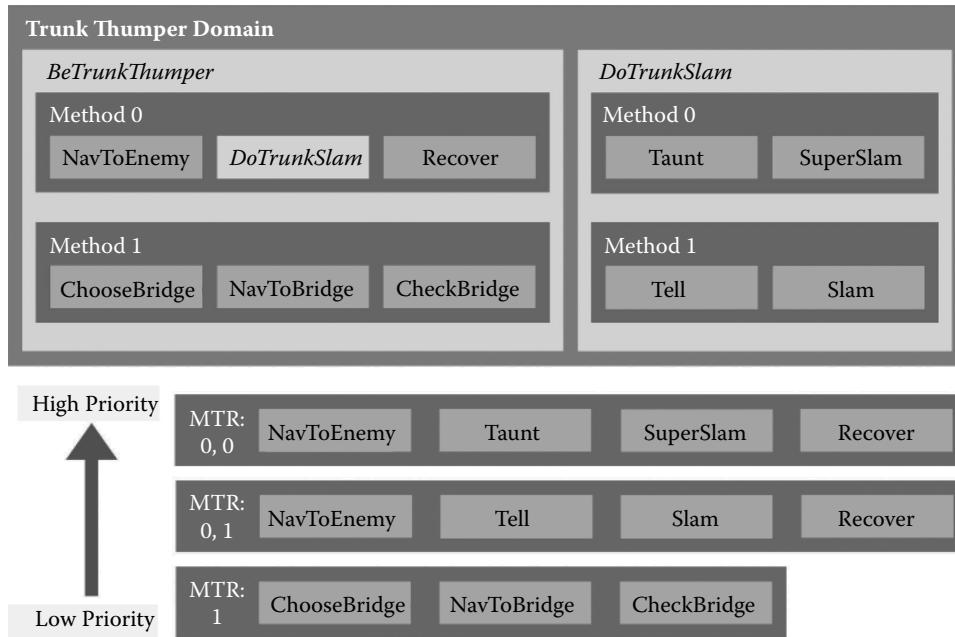 Trunk Thumper Domain
BeTrunkThumper
Method 0
NavToEnemy
DoTrunkSlam
Recover
Method 1
ChooseBridge
NavToBridge
CheckBridge
DoTrunkSlam
Method 0
Taunt
SuperSlam
Method 1
Tell
Slam
High Priority
Low Priority
MTR:
0, 0
NavToEnemy
Taunt
SuperSlam
Recover
MTR:
0, 1
NavToEnemy
Tell
Slam
Recover
MTR:
1
ChooseBridge
NavToBridge
CheckBridge